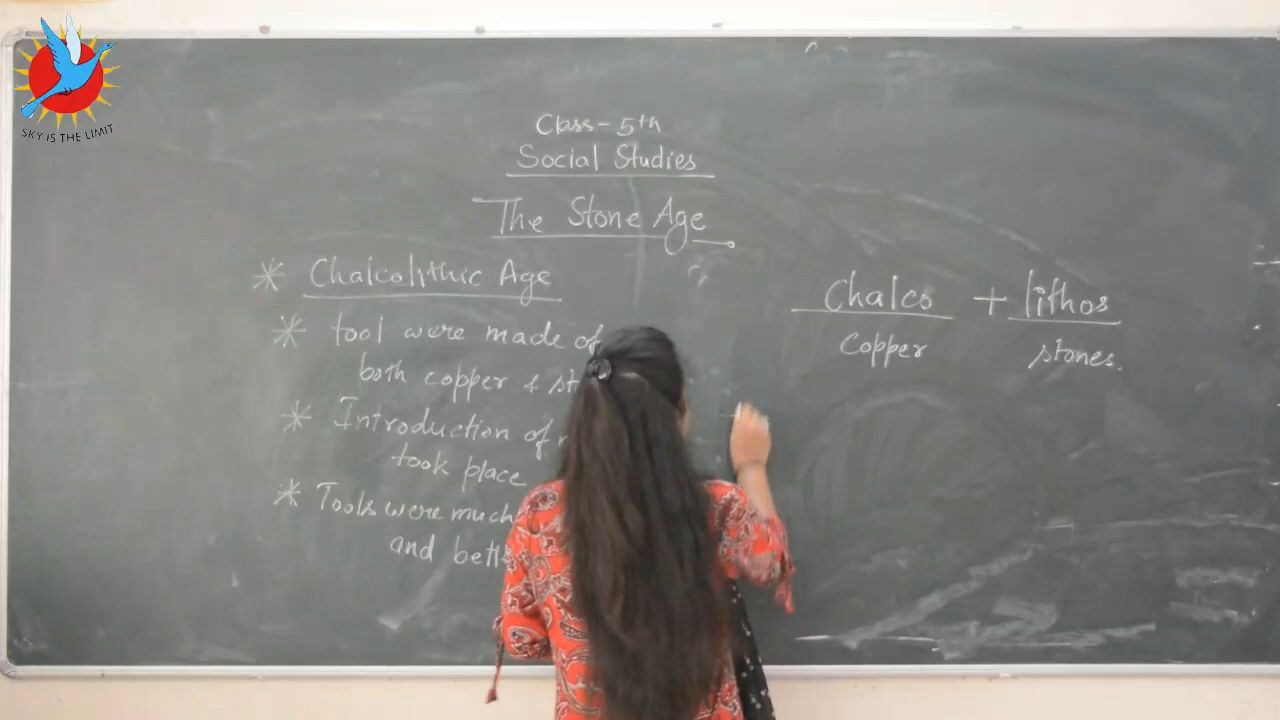 SKY IS THE LIMIT
Class - 5th
Social Studies
The Stone Age
* Chalcolithic Age
* tool were made of
both copper &
* Introduction of
took place
* Tools were much
and
Chalco + lithos
Copper stones.